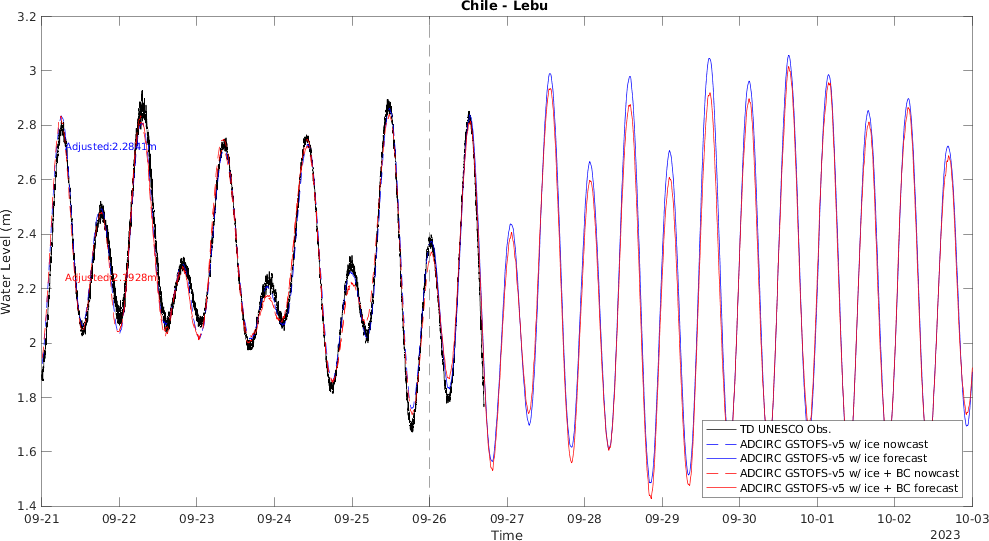 Chile - Lebu
3.2
3
2.8
2.6
2.4
2.2
2
1.8
1.6
1.4
Water Level (m)
Adjusted:2.2841m
Adjusted:2.1928m
TD UNESCO Obs.
ADCIRC GSTOFS-v5 w/ ice nowcast
ADCIRC GSTOFS-v5 w/ ice forecast
ADCIRC GSTOFS-v5 w/ ice + BC nowcast
ADCIRC GSTOFS-v5 w/ ice + BC forecast
09-21 09-22 09-23 09-24 09-25 09-26 09-27 09-28 09-29 09-30 10-01 10-02 10-03
Time
2023